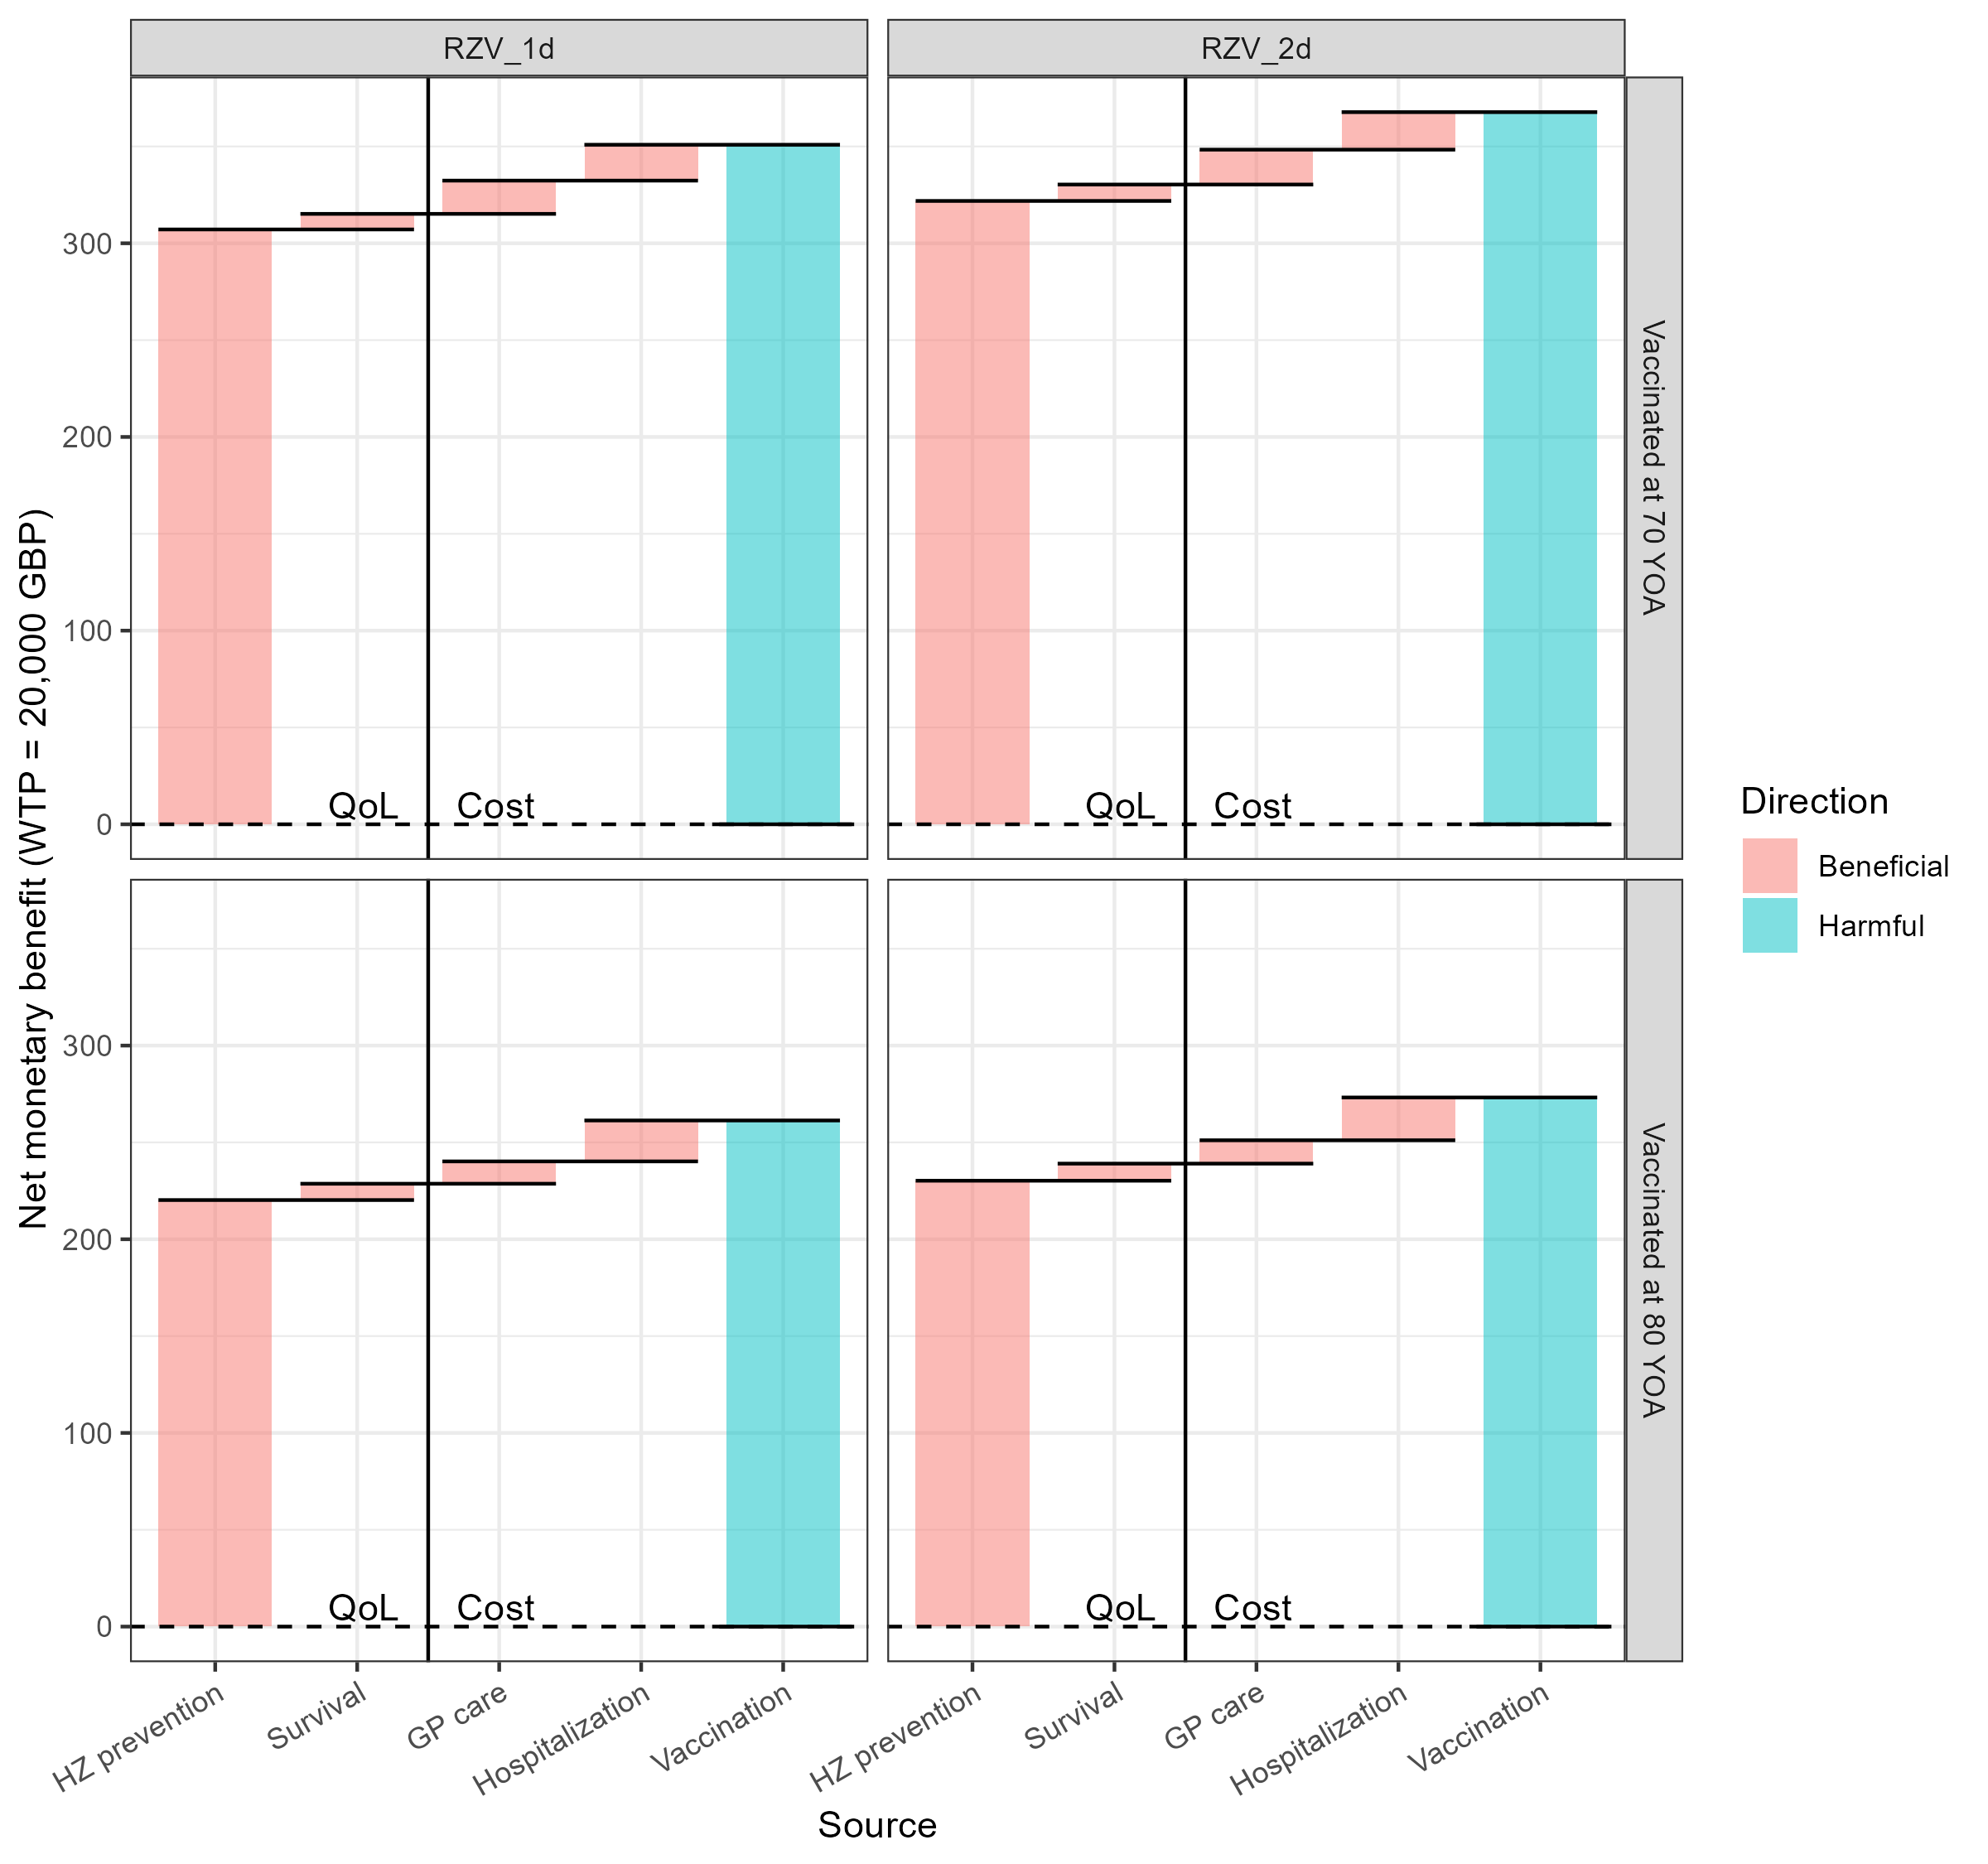 RZV_1d
RZV_2d
Net monetary benefit (WTP = 20,000 GBP)
300
200
100
0
QoL
Cost
QoL
Cost
Vaccinated at 70 YOA
300
200
100
0
QoL
Cost
QoL
Cost
Vaccinated at 80 YOA
HZ prevention
Survival
GP care
Hospitalization
Vaccination
HZ prevention
Survival
GP care
Hospitalization
Vaccination
Source
Direction
Beneficial
Harmful